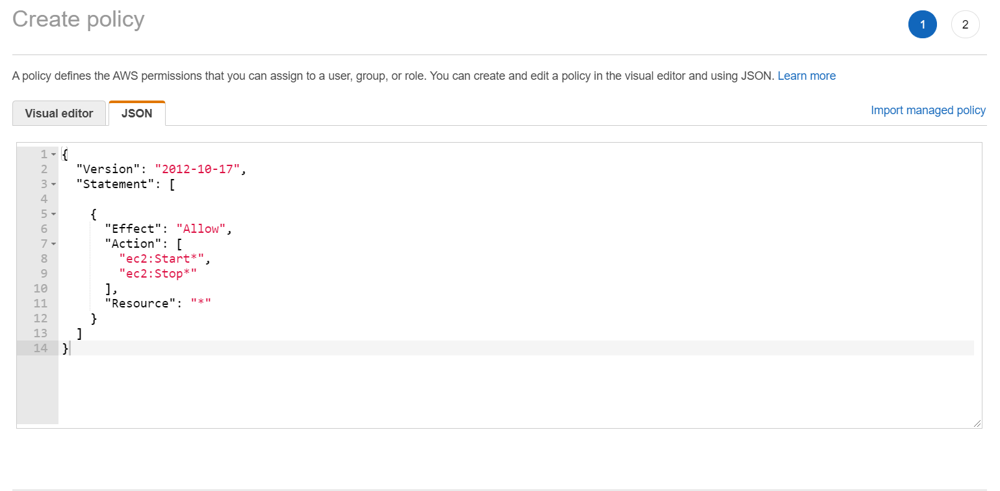 Create policy
1 2
A policy defines the AWS permissions that you can assign to a user, group, or role. You can create and edit a policy in the visual editor and using JSON. Learn more
Visual editor JSON Import managed policy
1 {
2 "Version": "2012-10-17",
3 "Statement": [
4
5 {
6 "Effect": "Allow",
7 "Action": [
8 "ec2:Start*",
9 "ec2:Stop*"
10 ],
11 "Resource": "*"
12 }
13 ]
14 }